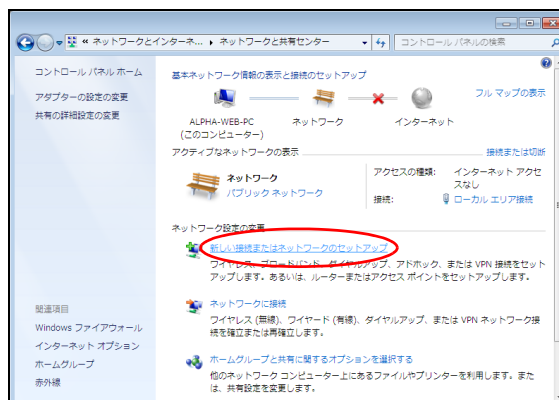 « ネットワークとインターネ... ▸ ネットワークと共有センター
コントロール パネルの検索
コントロール パネル ホーム
アダプターの設定の変更
共有の詳細設定の変更
基本ネットワーク情報の表示と接続のセットアップ
フル マップの表示
ALPHA-WEB-PC
(このコンピューター)
ネットワーク
インターネット
アクティブなネットワークの表示
接続または切断
ネットワーク
パブリック ネットワーク
アクセスの種類: インターネット アクセ
スなし
接続: ローカル エリア接続
ネットワーク設定の変更
新しい接続またはネットワークのセットアップ
ワイヤレス、ブロードバンド、ダイヤルアップ、アドホック、または VPN 接続をセット
アップします。あるいは、ルーターまたはアクセス ポイントをセットアップします。
ネットワークに接続
ワイヤレス (無線)、ワイヤード (有線)、ダイヤルアップ、または VPN ネットワーク接
続を確立または再確立します。
ホームグループと共有に関するオプションを選択する
他のネットワーク コンピューター上にあるファイルやプリンターを利用します。また
は、共有設定を変更します。
関連項目
Windows ファイアウォール
インターネット オプション
ホームグループ
赤外線